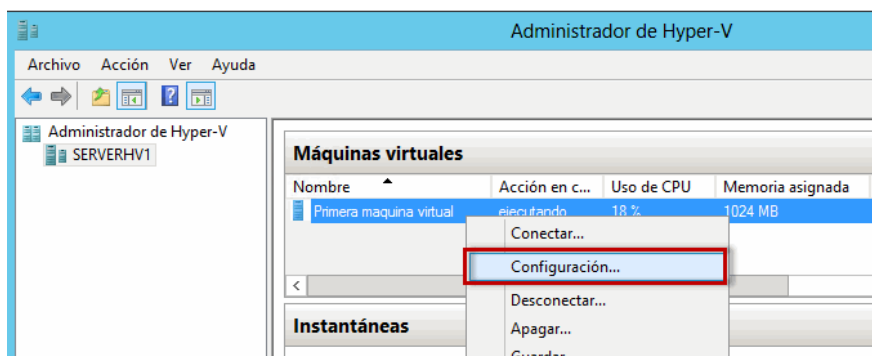 Administrador de Hyper-V
Archivo Acción Ver Ayuda
Administrador de Hyper-V
SERVERHV1
Máquinas virtuales
Nombre Acción en c... Uso de CPU Memoria asignada
Primera maquina virtual ejecutando 18 % 1024 MB
Conectar...
Configuración...
Desconectar...
Instantáneas
Apagar...